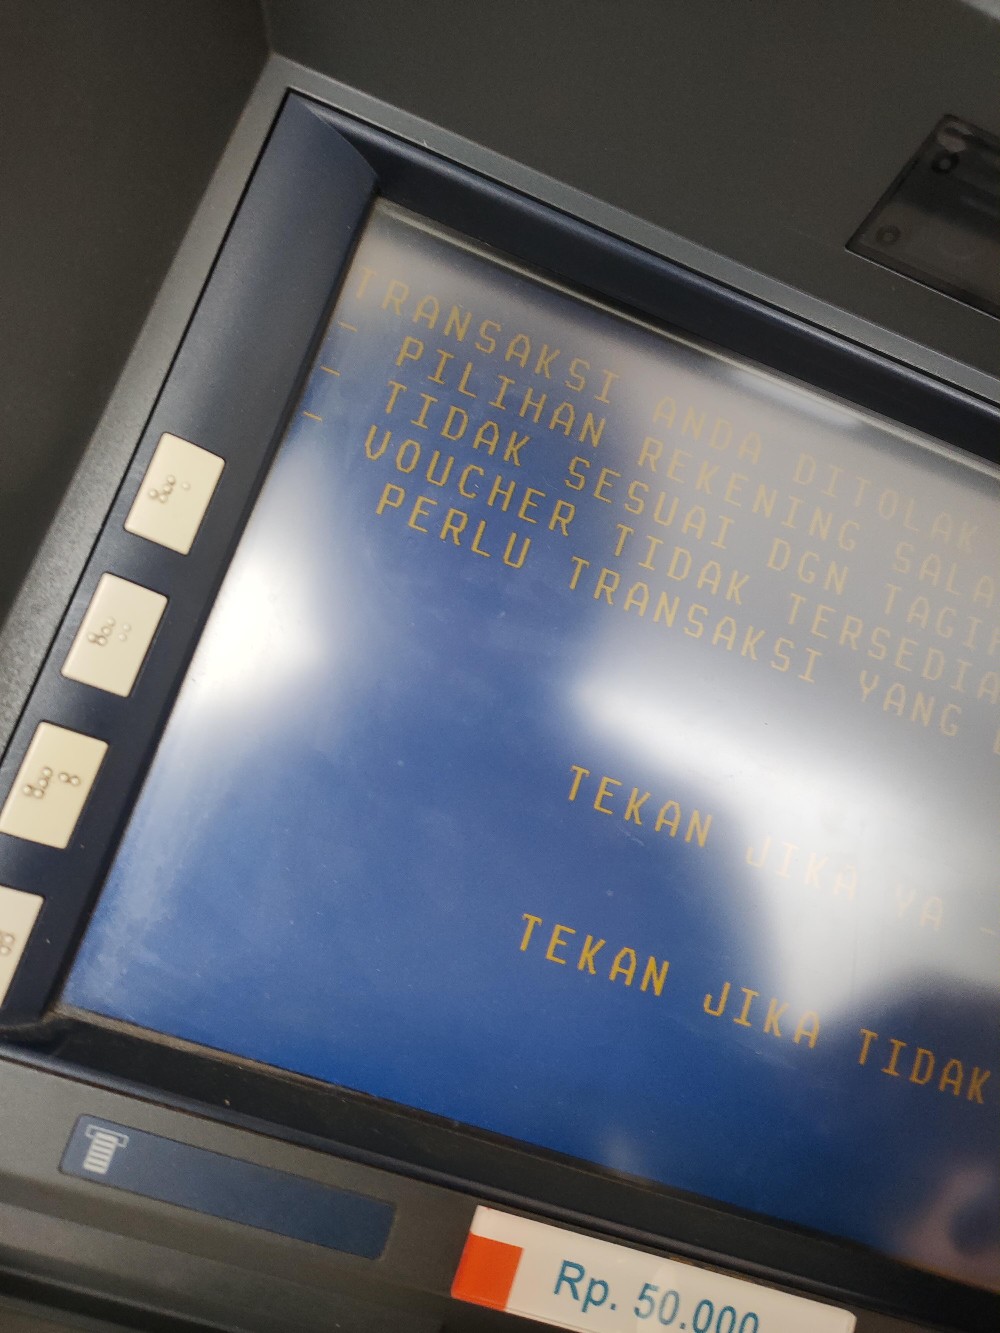 TRANSAKSI ANDA DITOLAK
- PILIHAN REKENING SALA
- TIDAK SESUAI DGN TAGIH
- VOUCHER TIDAK TERSEDIA
PERLU TRANSAKSI YANG
TEKAN JIKA YA -
TEKAN JIKA TIDAK
Rp. 50.000